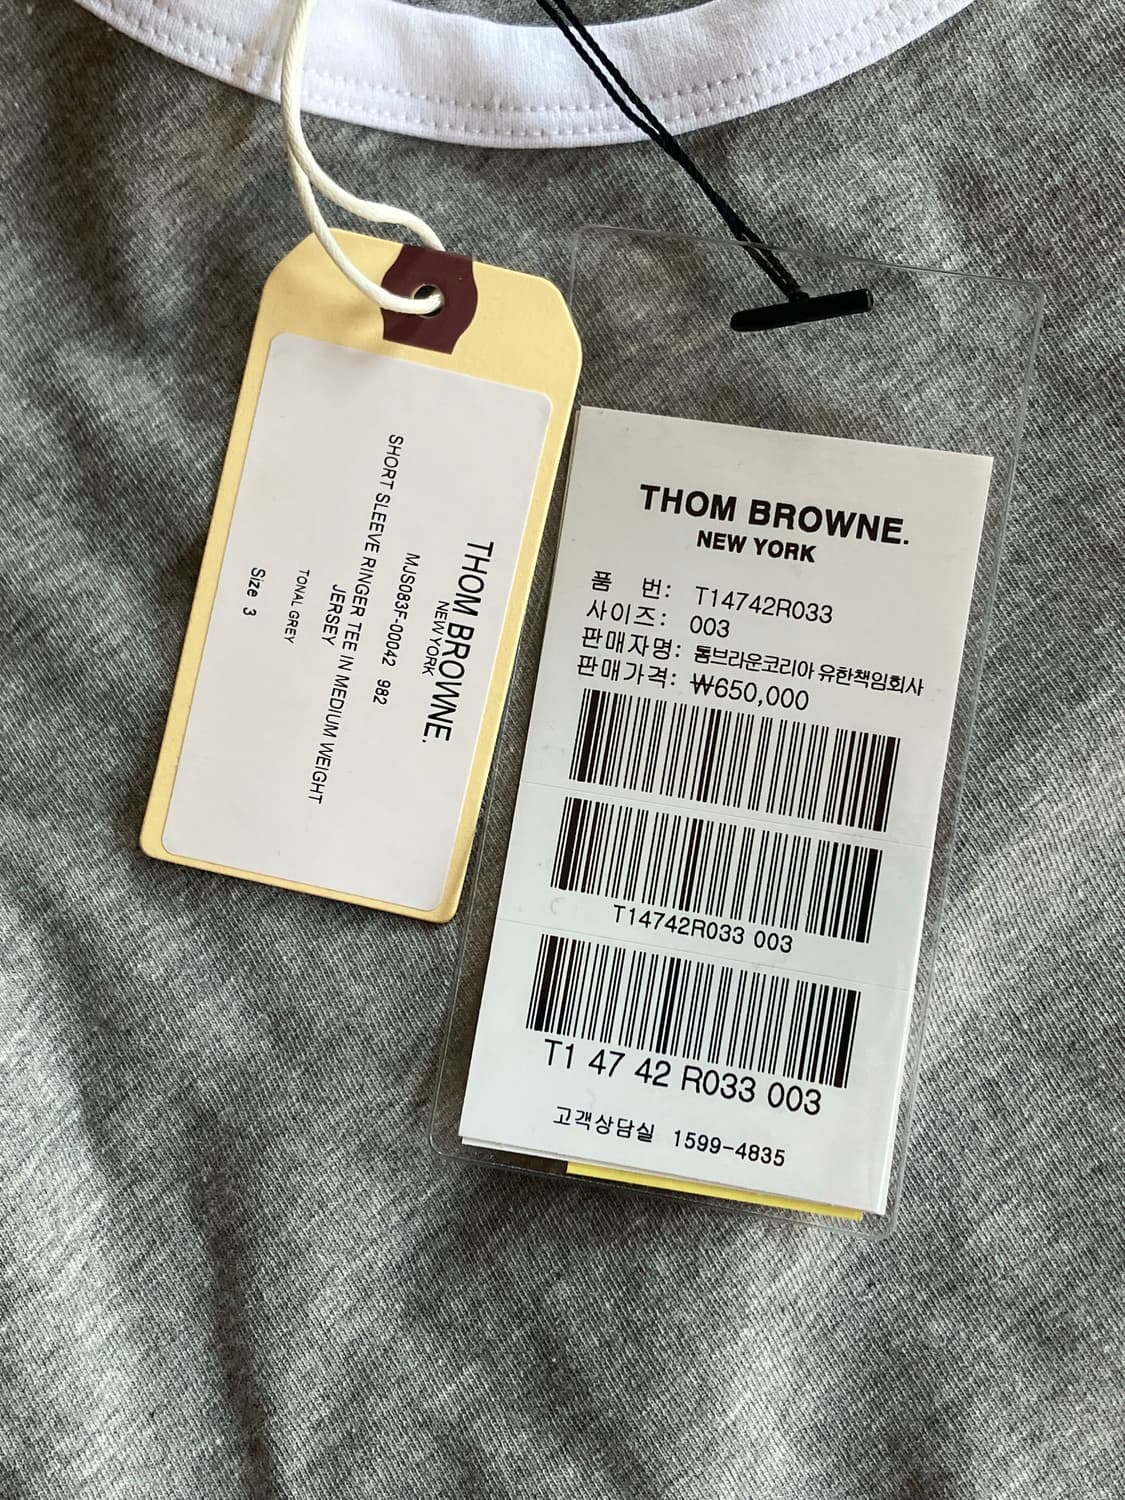 THOM BROWNE.
NEW YORK
MJS083F-00042 982
SHORT SLEEVE RINGER TEE IN MEDIUM WEIGHT
JERSEY
TONAL GREY
Size 3
THOM BROWNE.
NEW YORK
품 번: T14742R033
사이즈: 003
판매자명: 톰브라운코리아 유한책임회사
판매가격: ₩650,000
T14742R033 003
T1 47 42 R033 003
고객상담실 1599-4835